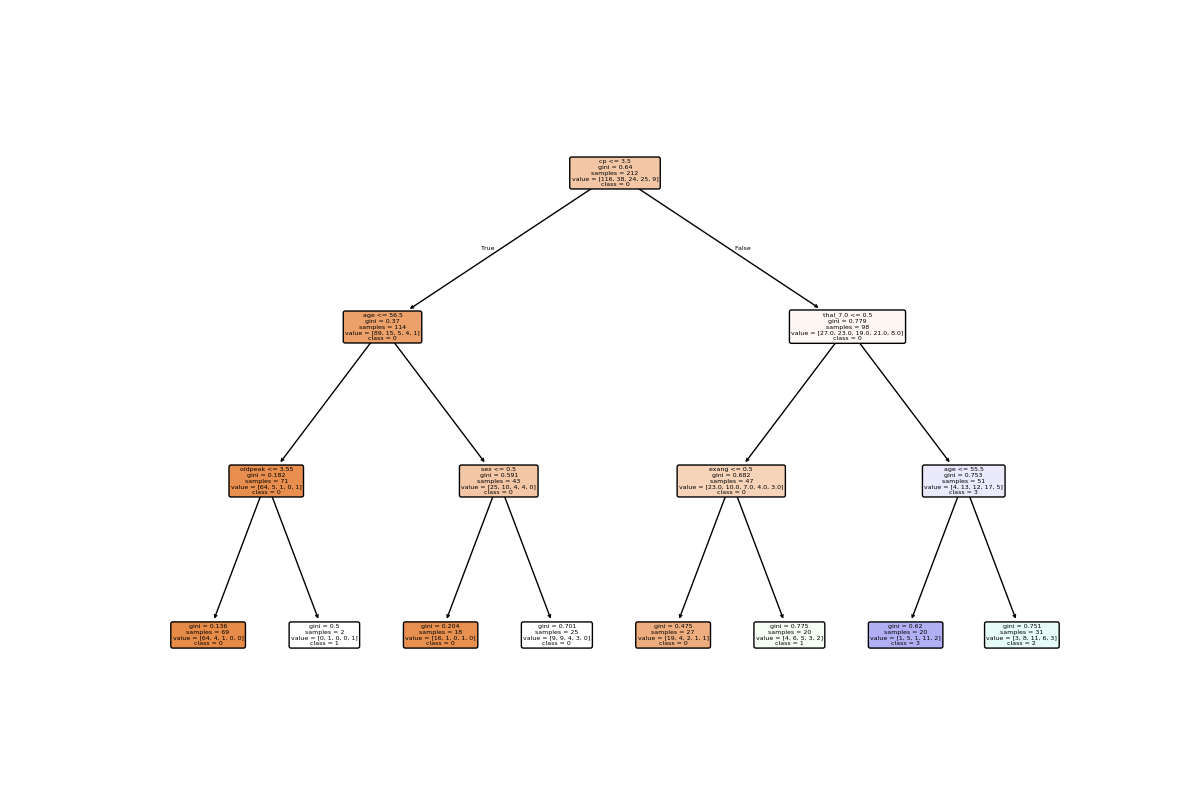 cp <= 3.5
gini = 0.64
samples = 212
value = [116, 38, 24, 25, 9]
class = 0
True
False
age <= 56.5
gini = 0.37
samples = 114
value = [89, 15, 5, 4, 1]
class = 0
thal_7.0 <= 0.5
gini = 0.779
samples = 98
value = [27.0, 23.0, 19.0, 21.0, 8.0]
class = 0
oldpeak <= 3.55
gini = 0.182
samples = 71
value = [64, 5, 1, 0, 1]
class = 0
sex <= 0.5
gini = 0.591
samples = 43
value = [25, 10, 4, 4, 0]
class = 0
exang <= 0.5
gini = 0.682
samples = 47
value = [23.0, 10.0, 7.0, 4.0, 3.0]
class = 0
age <= 55.5
gini = 0.753
samples = 51
value = [4, 13, 12, 17, 5]
class = 3
gini = 0.136
samples = 69
value = [64, 4, 1, 0, 0]
class = 0
gini = 0.5
samples = 2
value = [0, 1, 0, 0, 1]
class = 1
gini = 0.204
samples = 18
value = [16, 1, 0, 1, 0]
class = 0
gini = 0.701
samples = 25
value = [9, 9, 4, 3, 0]
class = 0
gini = 0.475
samples = 27
value = [19, 4, 2, 1, 1]
class = 0
gini = 0.775
samples = 20
value = [4, 6, 5, 3, 2]
class = 1
gini = 0.62
samples = 20
value = [1, 5, 1, 11, 2]
class = 3
gini = 0.751
samples = 31
value = [3, 8, 11, 6, 3]
class = 2